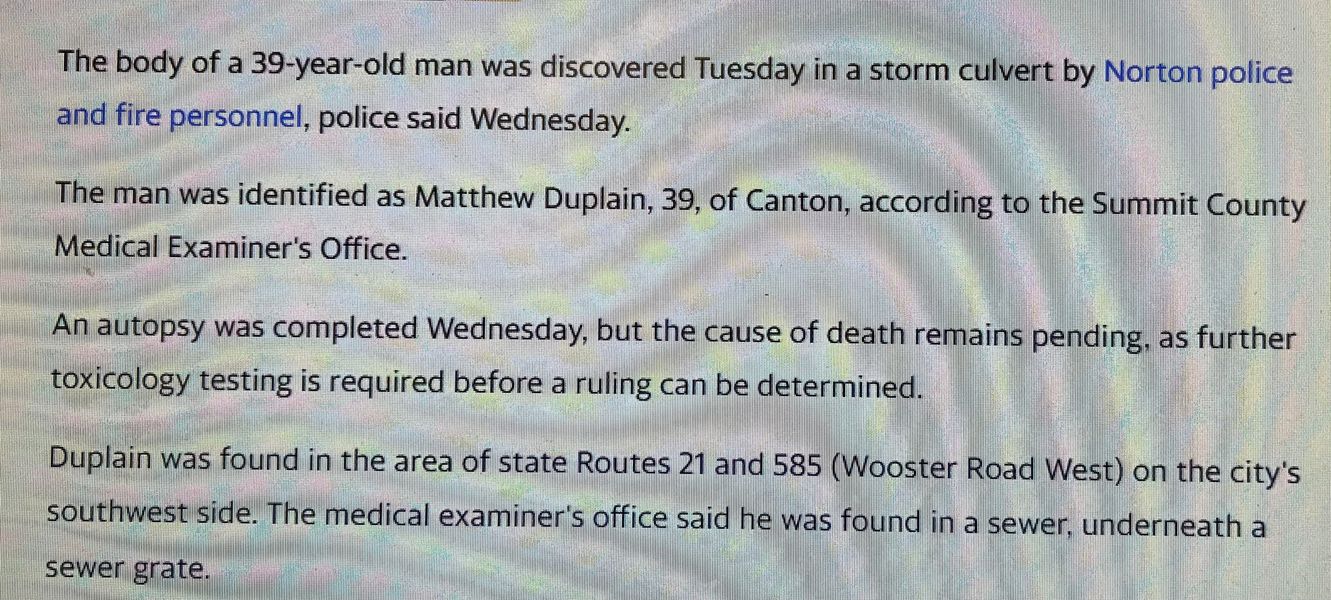 The body of a 39-year-old man was discovered Tuesday in a storm culvert by Norton police
and fire personnel, police said Wednesday.
The man was identified as Matthew Duplain, 39, of Canton, according to the Summit County
Medical Examiner's Office.
An autopsy was completed Wednesday, but the cause of death remains pending, as further
toxicology testing is required before a ruling can be determined.
Duplain was found in the area of state Routes 21 and 585 (Wooster Road West) on the city's
southwest side. The medical examiner's office said he was found in a sewer, underneath a
sewer grate.